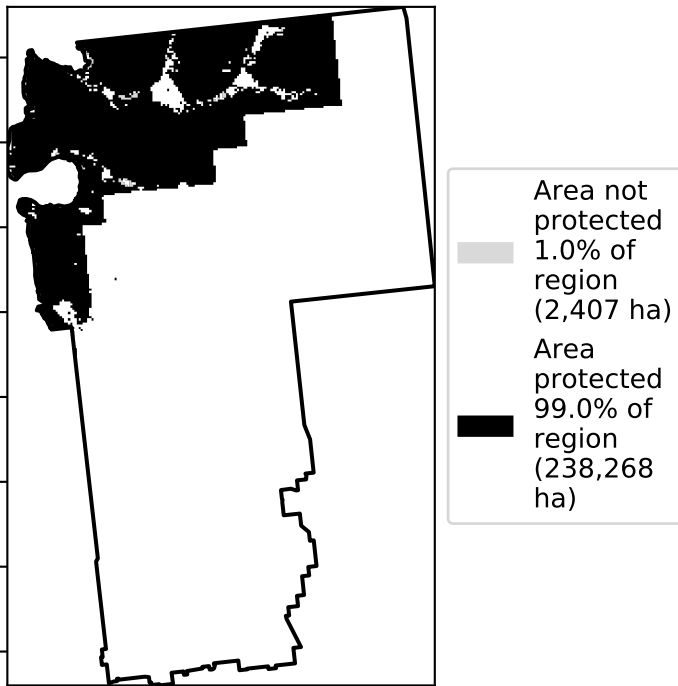 Area not
protected
1.0% of
region
(2,407 ha)
Area
protected
99.0% of
region
(238,268
ha)